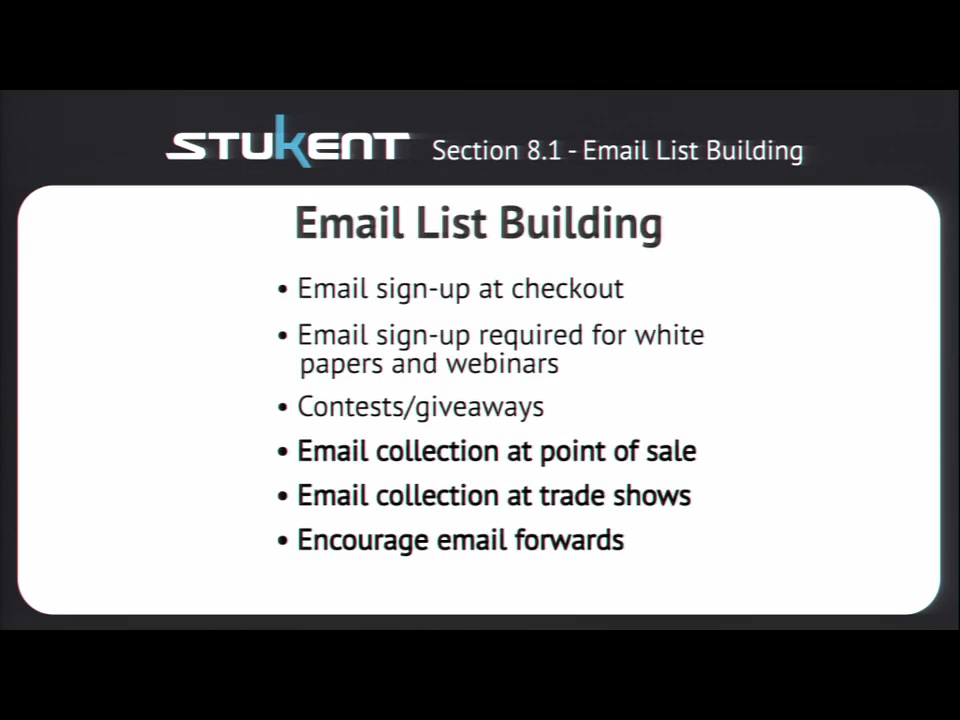 STUKENT Section 8.1 - Email List Building
Email List Building
• Email sign-up at checkout
• Email sign-up required for white
papers and webinars
• Contests/giveaways
• Email collection at point of sale
• Email collection at trade shows
• Encourage email forwards